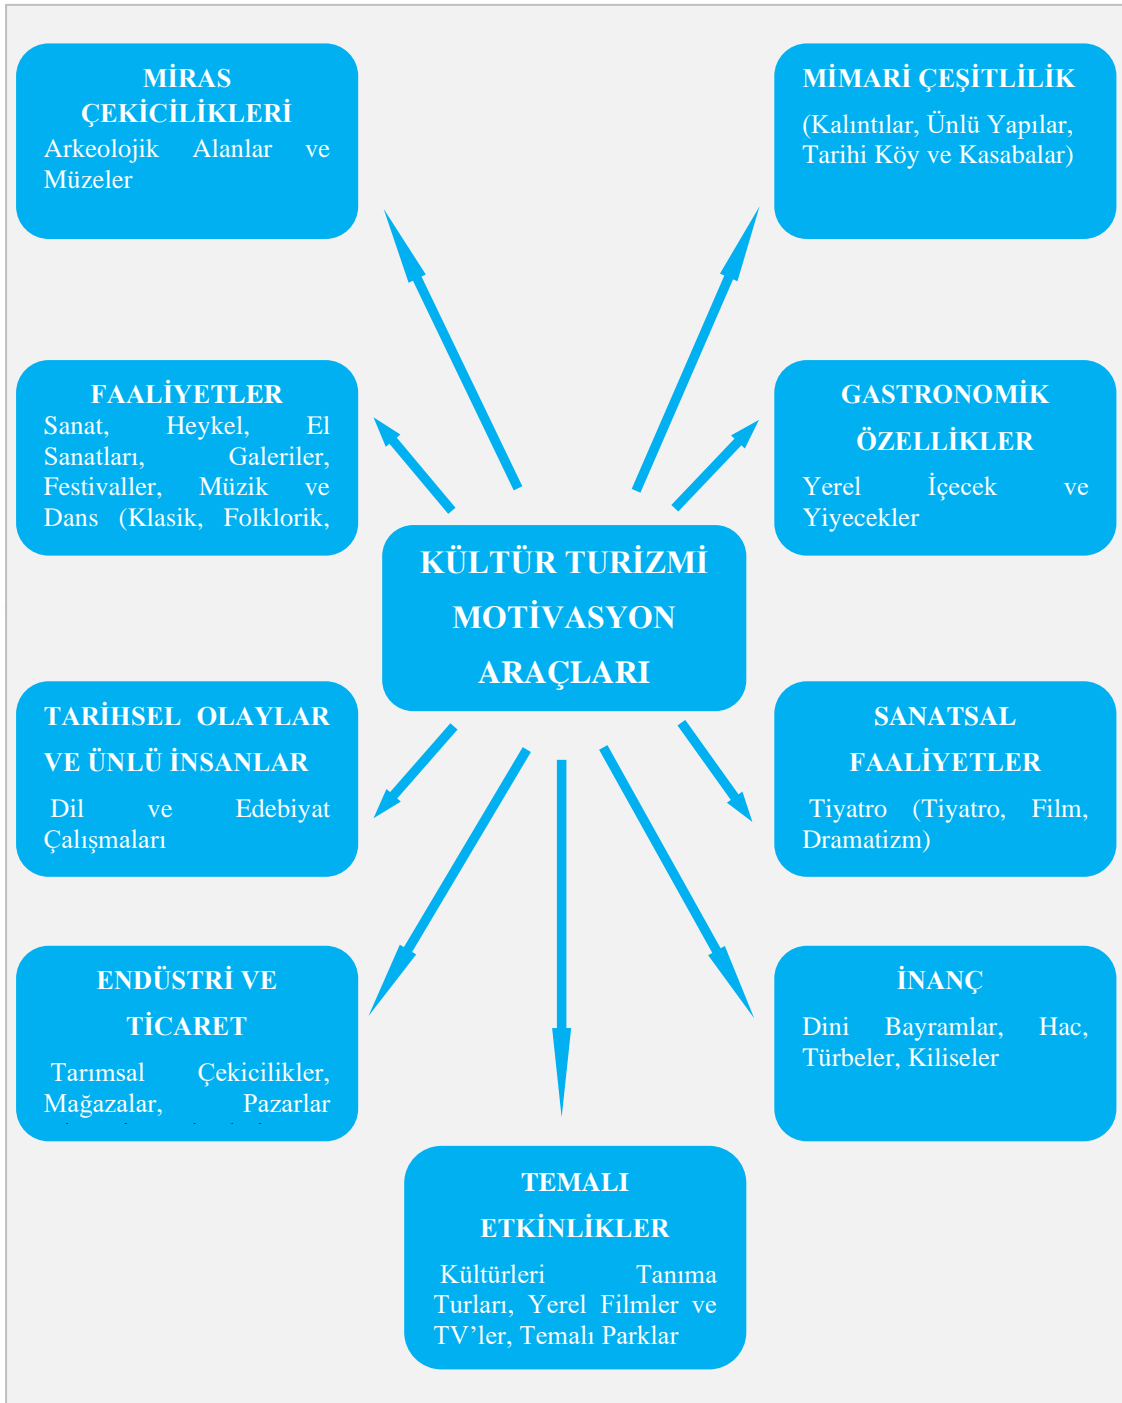 MİRAS
ÇEKİCİLİKLERİ
Arkeolojik Alanlar ve
Müzeler
MİMARİ ÇEŞİTLİLİK
(Kalıntılar, Ünlü Yapılar,
Tarihi Köy ve Kasabalar)
FAALİYETLER
Sanat, Heykel, El
Sanatları, Galeriler,
Festivaller, Müzik ve
Dans (Klasik, Folklorik,
GASTRONOMİK
ÖZELLİKLER
Yerel İçecek ve
Yiyecekler
KÜLTÜR TURİZMİ
MOTİVASYON
ARAÇLARI
TARİHSEL OLAYLAR
VE ÜNLÜ İNSANLAR
Dil ve Edebiyat
Çalışmaları
SANATSAL
FAALİYETLER
Tiyatro (Tiyatro, Film,
Dramatizm)
ENDÜSTRİ VE
TİCARET
Tarımsal Çekicilikler,
Mağazalar, Pazarlar
İNANÇ
Dini Bayramlar, Hac,
Türbeler, Kiliseler
TEMALI
ETKİNLİKLER
Kültürleri Tanıma
Turları, Yerel Filmler ve
TV’ler, Temalı Parklar